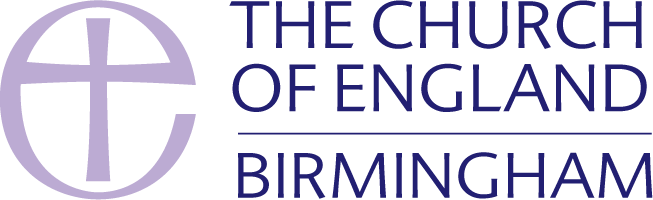 THE CHURCH
OF ENGLAND
BIRMINGHAM